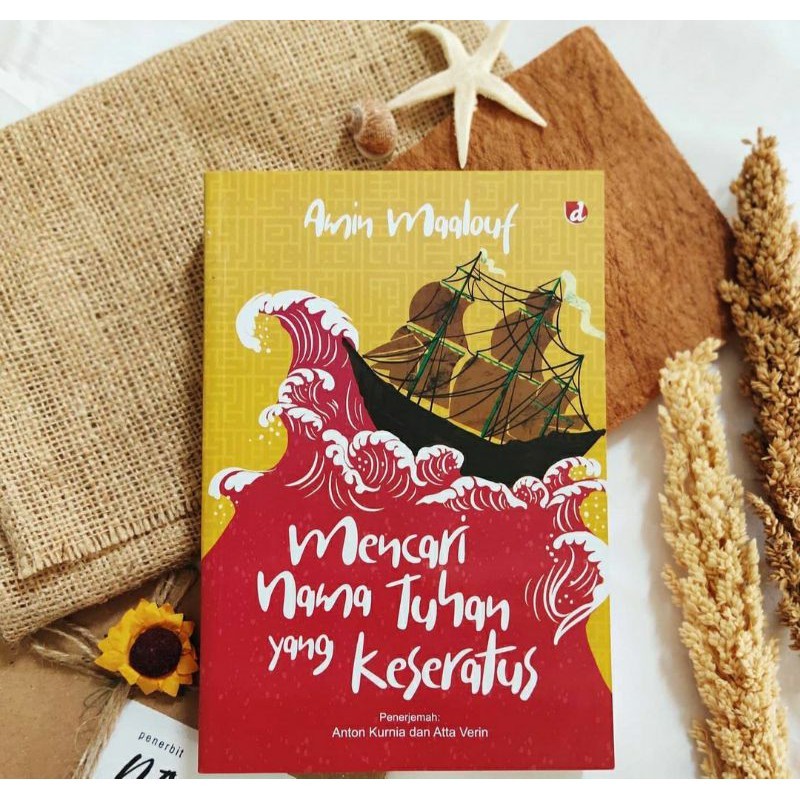 Amin Maalouf
d
Mencari
Nama Tuhan
yang Keseratus
Penerjemah:
Anton Kurnia dan Atta Verin
penerbit